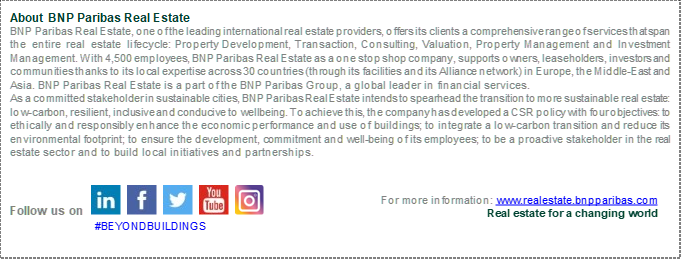 About BNP Paribas Real Estate
BNP Paribas Real Estate, one of the leading international real estate providers, offers its clients a comprehensive range of services that span
the entire real estate lifecycle: Property Development, Transaction, Consulting, Valuation, Property Management and Investment
Management. With 4,500 employees, BNP Paribas Real Estate as a one stop shop company, supports owners, leaseholders, investors and
communities thanks to its local expertise across 30 countries (through its facilities and its Alliance network) in Europe, the Middle-East and
Asia. BNP Paribas Real Estate is a part of the BNP Paribas Group, a global leader in financial services.
As a committed stakeholder in sustainable cities, BNP Paribas Real Estate intends to spearhead the transition to more sustainable real estate:
low-carbon, resilient, inclusive and conducive to wellbeing. To achieve this, the company has developed a CSR policy with four objectives: to
ethically and responsibly enhance the economic performance and use of buildings; to integrate a low-carbon transition and reduce its
environmental footprint; to ensure the development, commitment and well-being of its employees; to be a proactive stakeholder in the real
estate sector and to build local initiatives and partnerships.
Follow us on
in
f
You
Tube
#BEYONDBUILDINGS
For more information: www.realestate.bnpparibas.com
Real estate for a changing world